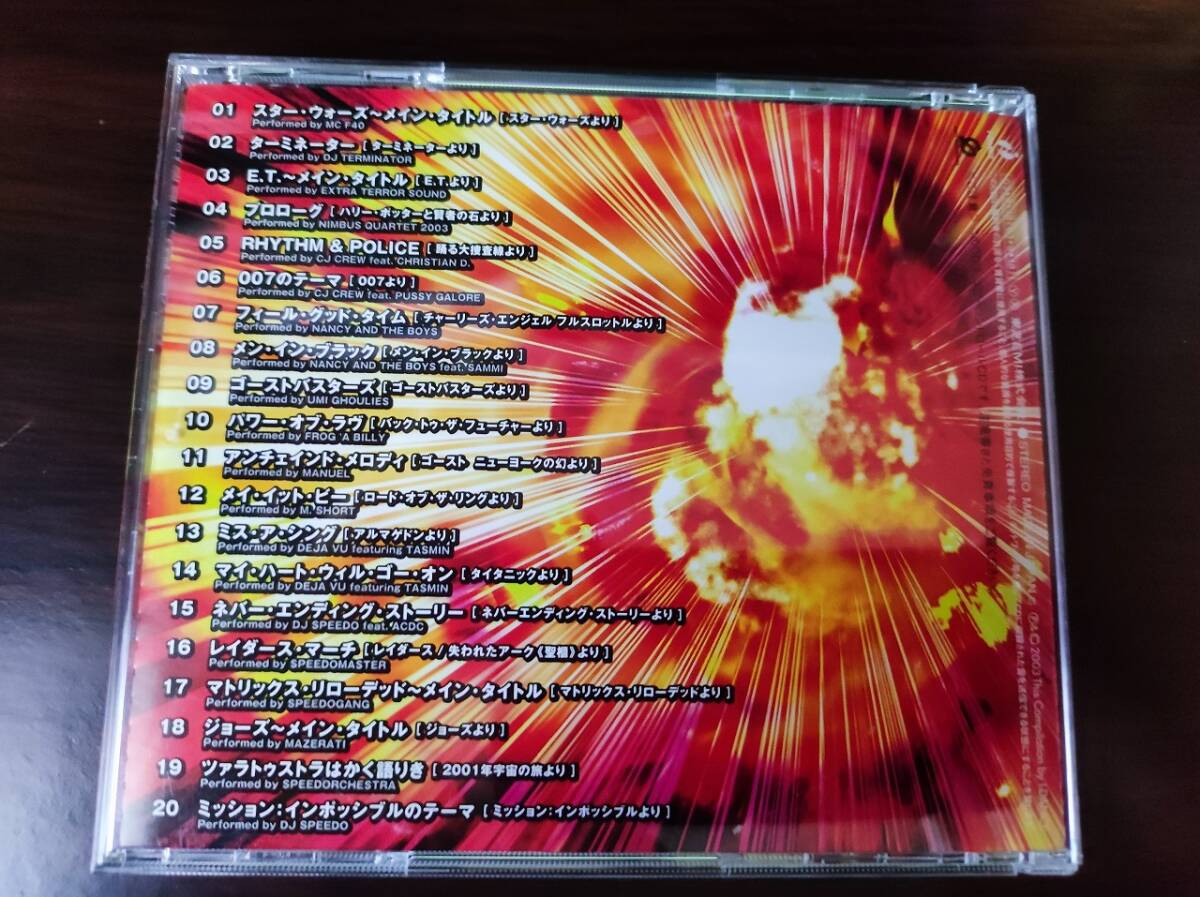 01 スター・ウォーズ〜メイン・タイトル [ スター・ウォーズより ]
Performed by MC F40
02 ターミネーター [ ターミネーターより ]
Performed by DJ TERMINATOR
03 E.T.〜メイン・タイトル [ E.T.より ]
Performed by EXTRA TERROR SOUND
04 プロローグ [ ハリー・ポッターと賢者の石より ]
Performed by NIMBUS QUARTET 2003
05 RHYTHM & POLICE [ 踊る大捜査線より ]
Performed by CJ CREW feat. CHRISTIAN D.
06 007のテーマ [ 007より ]
Performed by CJ CREW feat. PUSSY GALORE
07 フィール・グッド・タイム [ チャーリーズ・エンジェル フルスロットルより ]
Performed by NANCY AND THE BOYS
08 メン・イン・ブラック [ メン・イン・ブラックより ]
Performed by NANCY AND THE BOYS feat. SAMMI
09 ゴーストバスターズ [ ゴーストバスターズより ]
Performed by UMI GHOULIES
10 パワー・オブ・ラヴ [ バック・トゥ・ザ・フューチャーより ]
Performed by FROG 'A BILLY
11 アンチェインド・メロディ [ ゴースト ニューヨークの幻より ]
Performed by MANUEL
12 メイ・イット・ビー [ ロード・オブ・ザ・リングより ]
Performed by M. SHORT
13 ミス・ア・シング [ アルマゲドンより ]
Performed by DEJA VU featuring TASMIN
14 マイ・ハート・ウィル・ゴー・オン [ タイタニックより ]
Performed by DEJA VU featuring TASMIN
15 ネバー・エンディング・ストーリー [ ネバーエンディング・ストーリーより ]
Performed by DJ SPEEDO feat. ACDC
16 レイダース・マーチ [ レイダース / 失われたアーク《聖櫃》より ]
Performed by SPEEDOMASTER
17 マトリックス・リローデッド〜メイン・タイトル [ マトリックス・リローデッドより ]
Performed by SPEEDOGANG
18 ジョーズ〜メイン・タイトル [ ジョーズより ]
Performed by MAZERATI
19 ツァラトゥストラはかく語りき [ 2001年宇宙の旅より ]
Performed by SPEEDORCHESTRA
20 ミッション:インポッシブルのテーマ [ ミッション:インポッシブルより ]
Performed by DJ SPEEDO
STEREO
2003 This Compilation by